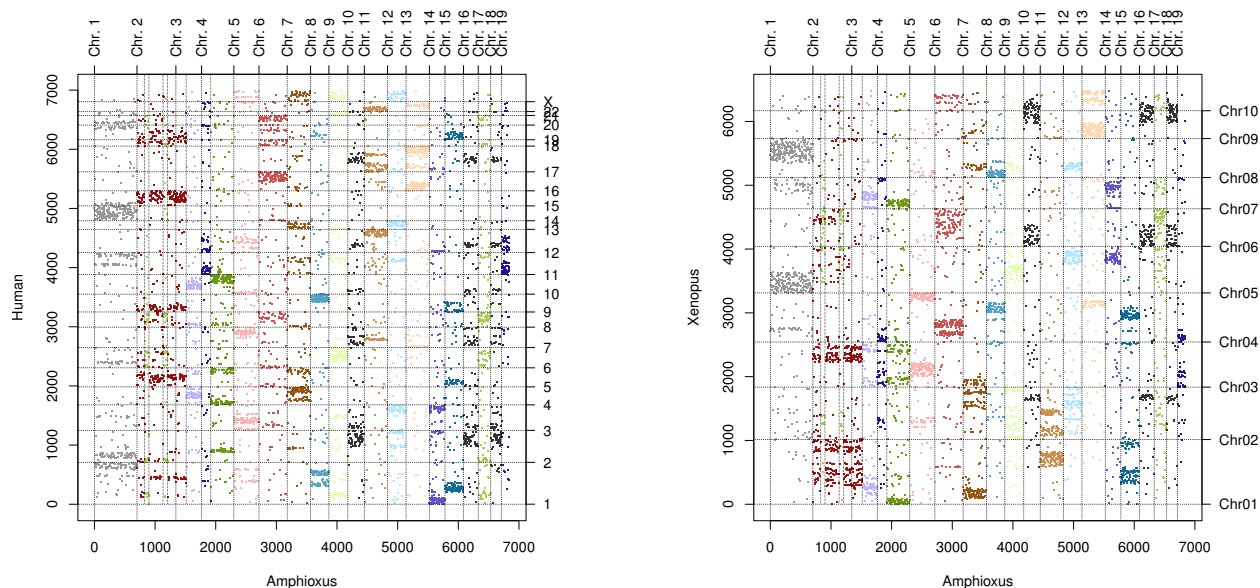 Chr. 1
Chr. 2
Chr. 3
Chr. 4
Chr. 5
Chr. 6
Chr. 7
Chr. 8
Chr. 9
Chr. 10
Chr. 11
Chr. 12
Chr. 13
Chr. 14
Chr. 15
Chr. 16
Chr. 17
Chr. 18
Chr. 19
Human
7000
6000
5000
4000
3000
2000
1000
0
X
22
21
20
19
18
17
16
15
14
13
12
11
10
9
8
7
6
5
4
3
2
1
0 1000 2000 3000 4000 5000 6000 7000
Amphioxus
Chr. 1
Chr. 2
Chr. 3
Chr. 4
Chr. 5
Chr. 6
Chr. 7
Chr. 8
Chr. 9
Chr. 10
Chr. 11
Chr. 12
Chr. 13
Chr. 14
Chr. 15
Chr. 16
Chr. 17
Chr. 18
Chr. 19
Xenopus
6000
5000
4000
3000
2000
1000
0
Chr10
Chr09
Chr08
Chr07
Chr06
Chr05
Chr04
Chr03
Chr02
Chr01
0 1000 2000 3000 4000 5000 6000 7000
Amphioxus